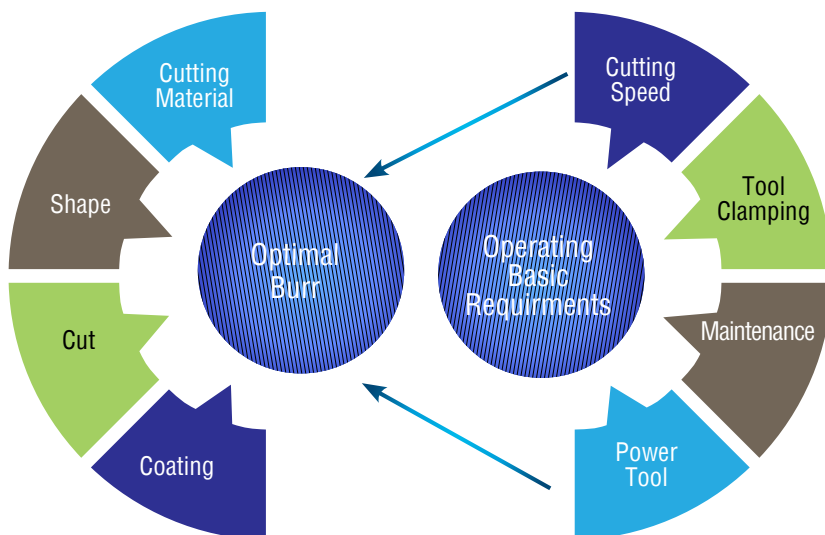 Cutting
Material
Shape
Cut
Coating
Optimal
Burr
Operating
Basic
Requirments
Cutting
Speed
Tool
Clamping
Maintenance
Power
Tool